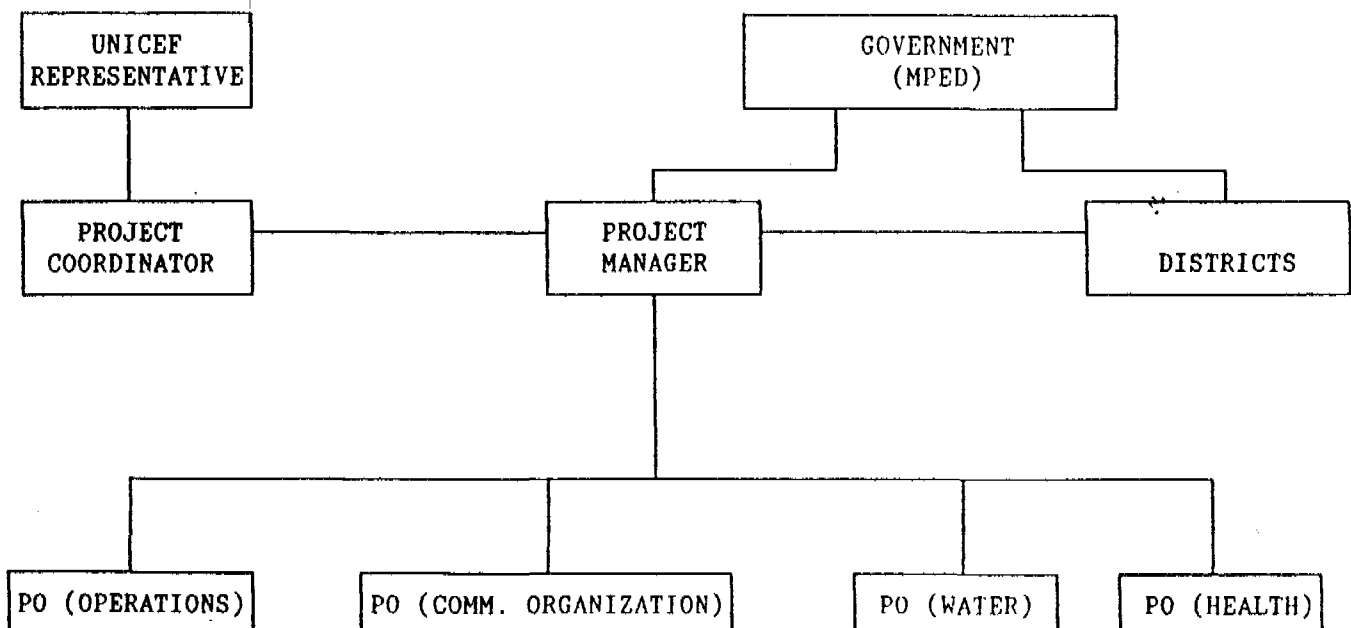 UNICEF
REPRESENTATIVE
GOVERNMENT
(MPED)
PROJECT
COORDINATOR
PROJECT
MANAGER
DISTRICTS
PO (OPERATIONS)
PO (COMM. ORGANIZATION)
PO (WATER)
PO (HEALTH)